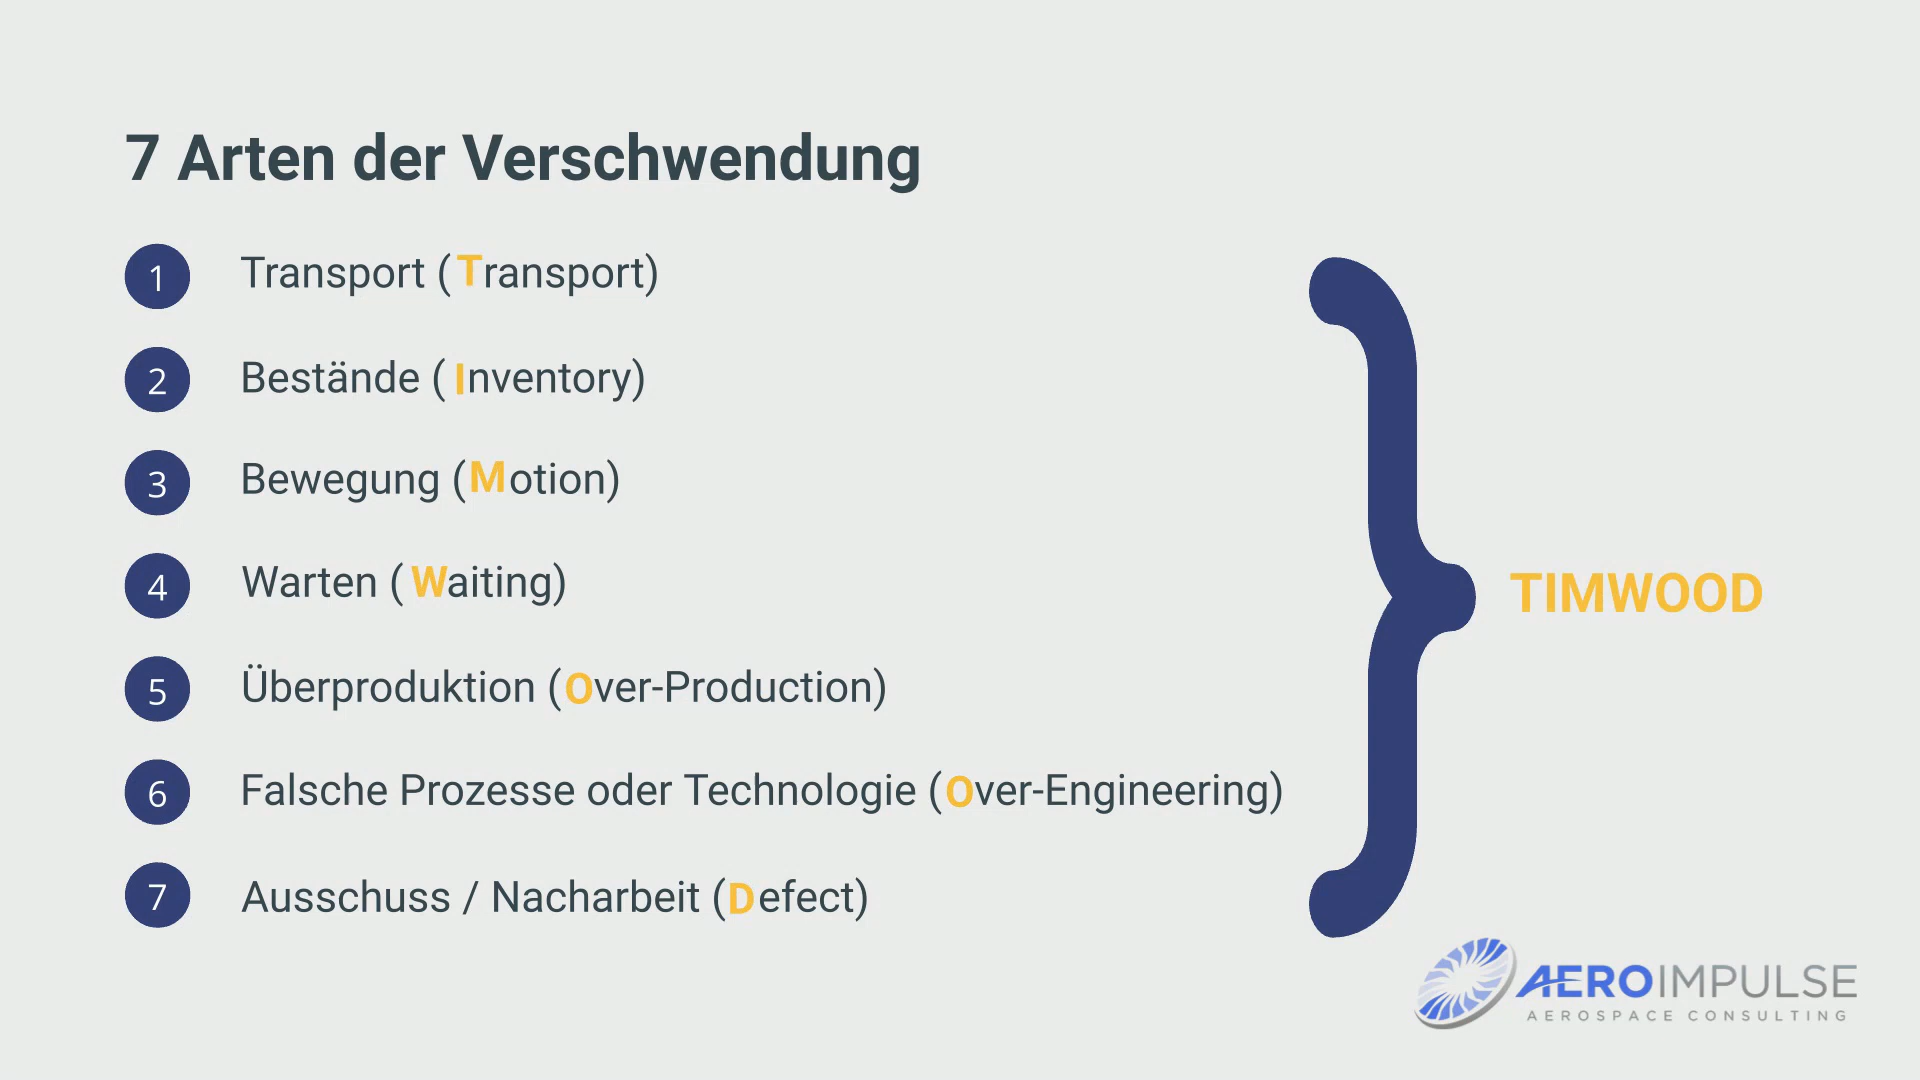 7 Arten der Verschwendung
1 Transport (Transport)
2 Bestände (Inventory)
3 Bewegung (Motion)
4 Warten (Waiting)
5 Überproduktion (Over-Production)
6 Falsche Prozesse oder Technologie (Over-Engineering)
7 Ausschuss / Nacharbeit (Defect)
TIMWOOD
AEROIMPULSE
AEROSPACE CONSULTING